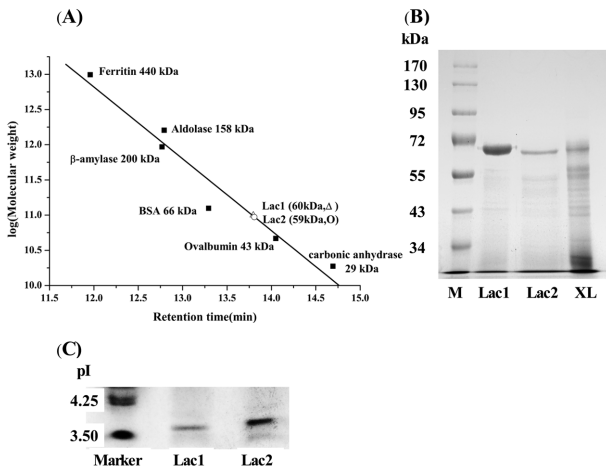 (A)
log(Molecular weight)
13.0
12.5
12.0
11.5
11.0
10.5
10.0
Ferritin 440 kDa
Aldolase 158 kDa
β-amylase 200 kDa
BSA 66 kDa
Lac1 (60kDa,Δ )
Lac2 (59kDa,O)
Ovalbumin 43 kDa
carbonic anhydrase
29 kDa
11.5 12.0 12.5 13.0 13.5 14.0 14.5 15.0
Retention time(min)
(B)
kDa
170
130
95
72
55
43
34
M Lac1 Lac2 XL
(C)
pI
4.25
3.50
Marker Lac1 Lac2